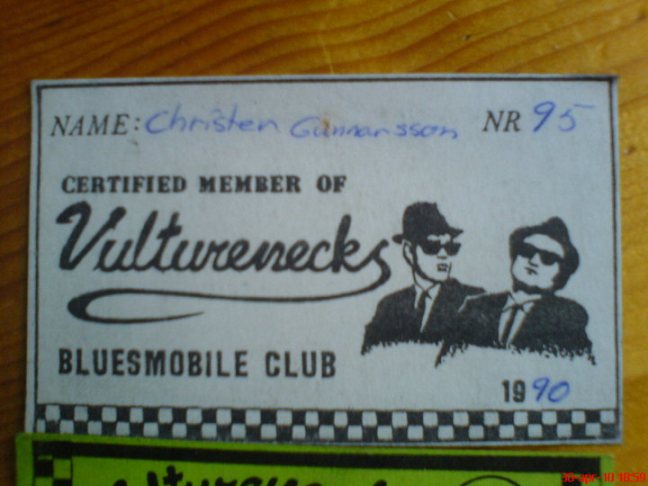 NAME: Christen Gunnarsson NR 95
CERTIFIED MEMBER OF
Vulturenecks
BLUESMOBILE CLUB
1990